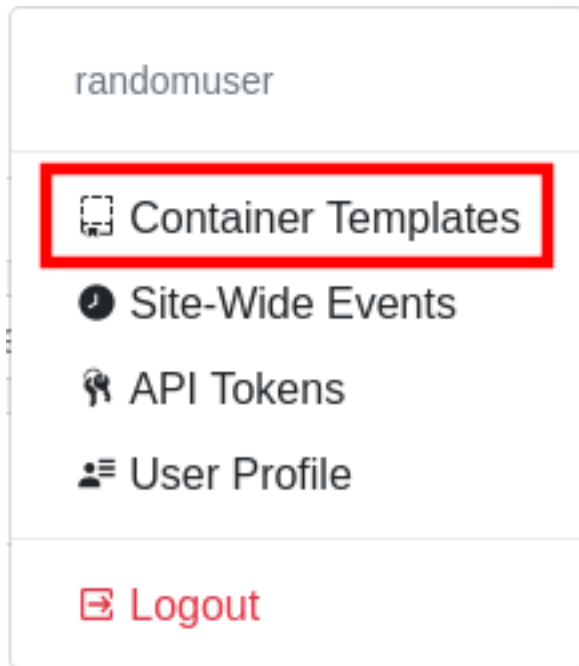 randomuser
Container Templates
Site-Wide Events
API Tokens
User Profile
Logout